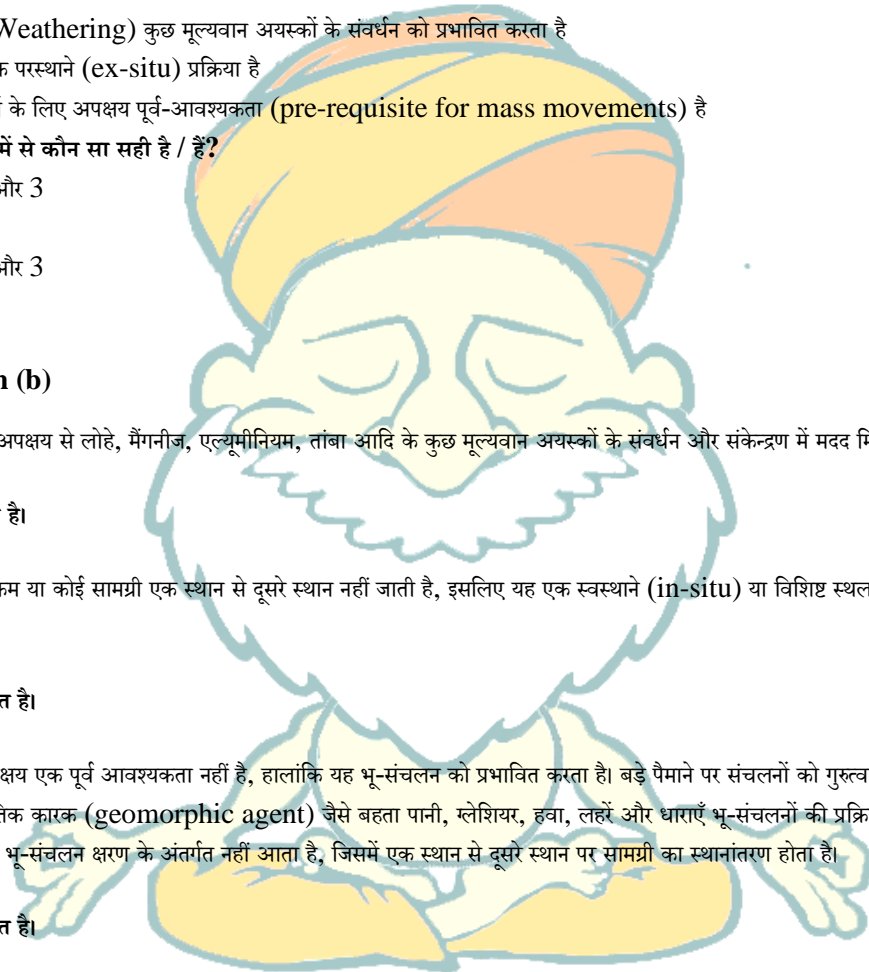 Weathering) कुछ मूल्यवान अयस्कों के संवर्धन को प्रभावित करता है
परस्थाने (ex-situ) प्रक्रिया है
के लिए अपक्षय पूर्व-आवश्यकता (pre-requisite for mass movements) है
में से कौन सा सही है / हैं?
और 3
और 3
(b)
अपक्षय से लोहे, मैंगनीज, एल्यूमीनियम, तांबा आदि के कुछ मूल्यवान अयस्कों के संवर्धन और संकेन्द्रण में मदद
है।
या कोई सामग्री एक स्थान से दूसरे स्थान नहीं जाती है, इसलिए यह एक स्वस्थाने (in-situ) या विशिष्ट स्थल
है।
एक पूर्व आवश्यकता नहीं है, हालांकि यह भू-संचलन को प्रभावित करता है। बड़े पैमाने पर संचलनों को
कारक (geomorphic agent) जैसे बहता पानी, ग्लेशियर, हवा, लहरें और धाराएँ भू-संचलनों की
भू-संचलन क्षरण के अंतर्गत नहीं आता है, जिसमें एक स्थान से दूसरे स्थान पर सामग्री का स्थानांतरण होता है।
है।